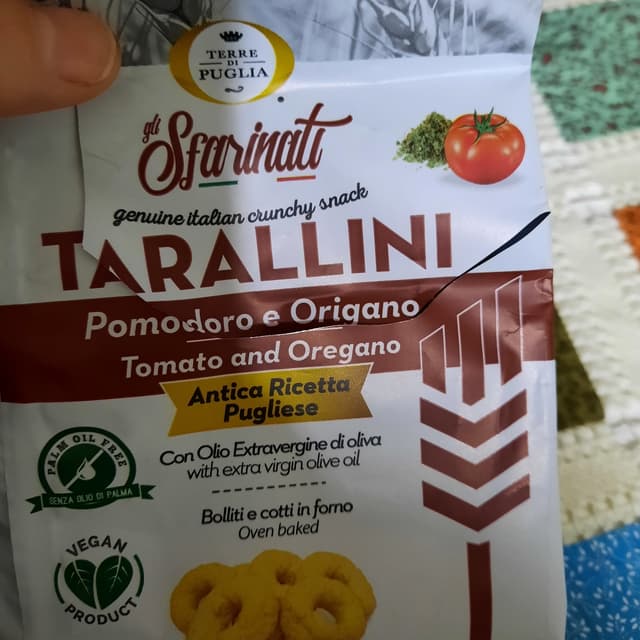 TERRE
DI
PUGLIA
gli
Sfarinati
genuine italian crunchy snack
TARALLINI
Pomodoro e Origano
Tomato and Oregano
Antica Ricetta
Pugliese
Con Olio Extravergine di oliva
with extra virgin olive oil
Bolliti e cotti in forno
Oven baked
PALM OIL FREE
SENZA OLIO DI PALMA
VEGAN
PRODUCT